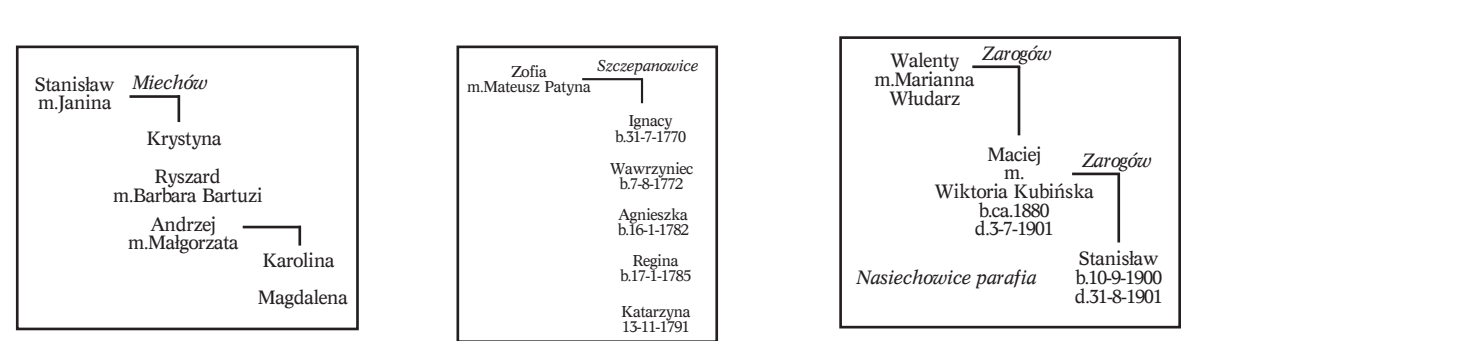 Stanisław Miechów
m.Janina
Krystyna
Ryszard
m.Barbara Bartuzi
Andrzej
m.Małgorzata
Karolina
Magdalena
Zofia Szczepanowice
m.Mateusz Patyna
Ignacy
b.31-7-1770
Wawrzyniec
b.7-8-1772
Agnieszka
b.16-1-1782
Regina
b.17-1-1785
Katarzyna
13-11-1791
Walenty Zarogów
m.Marianna
Włudarz
Maciej Zarogów
m.
Wiktoria Kubińska
b.ca.1880
d.3-7-1901
Stanisław
Nasiechowice parafia b.10-9-1900
d.31-8-1901